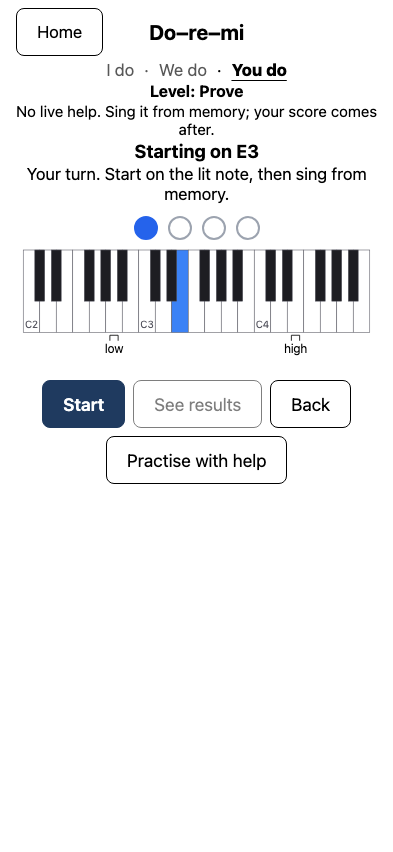 Home
Do–re–mi
I do · We do · You do
Level: Prove
No live help. Sing it from memory; your score comes
after.
Starting on E3
Your turn. Start on the lit note, then sing from
memory.
C2 C3 C4
low high
Start See results Back
Practise with help